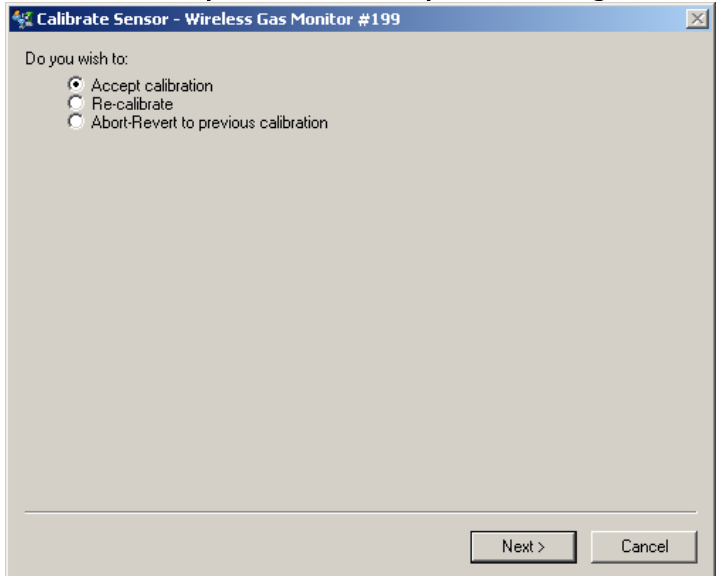 Calibrate Sensor - Wireless Gas Monitor #199
Do you wish to:
Accept calibration
Re-calibrate
Abort-Revert to previous calibration
Next >
Cancel